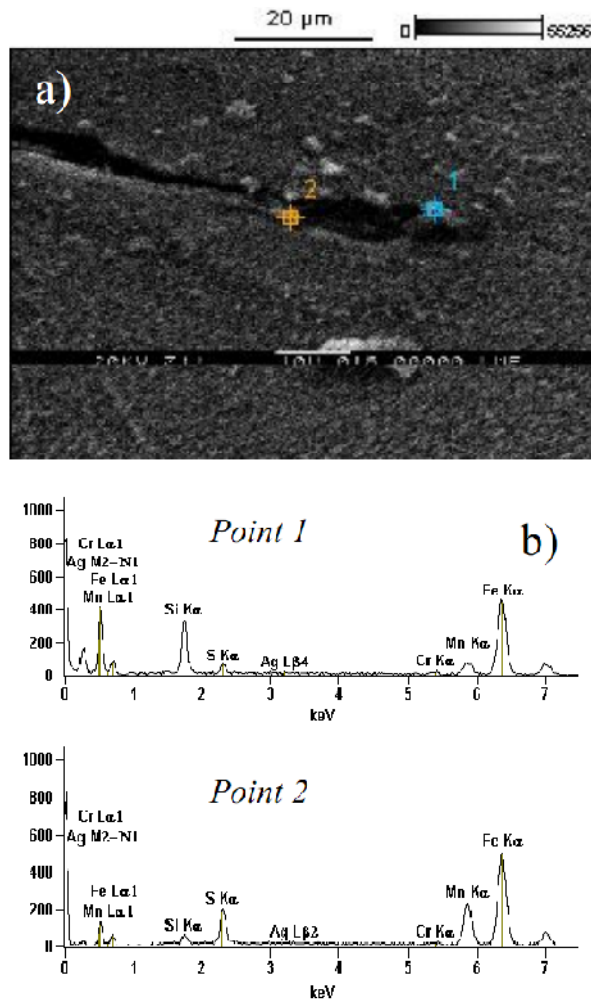 20 µm
0
55255
a)
2
1
Point 1
b)
1000
800
600
400
200
0
Cr Lα1
Ag M2-N1
Fe Lα1
Mn Lα1
Si Kα
S Kα
Ag Lβ4
Cr Kα
Mn Kα
Fe Kα
0 1 2 3 4 5 6 7
keV
Point 2
1000
800
600
400
200
0
Cr Lα1
Ag M2-N1
Fe Lα1
Mn Lα1
Si Kα
S Kα
Ag Lβ2
Cr Kα
Mn Kα
Fe Kα
0 1 2 3 4 5 6 7
keV